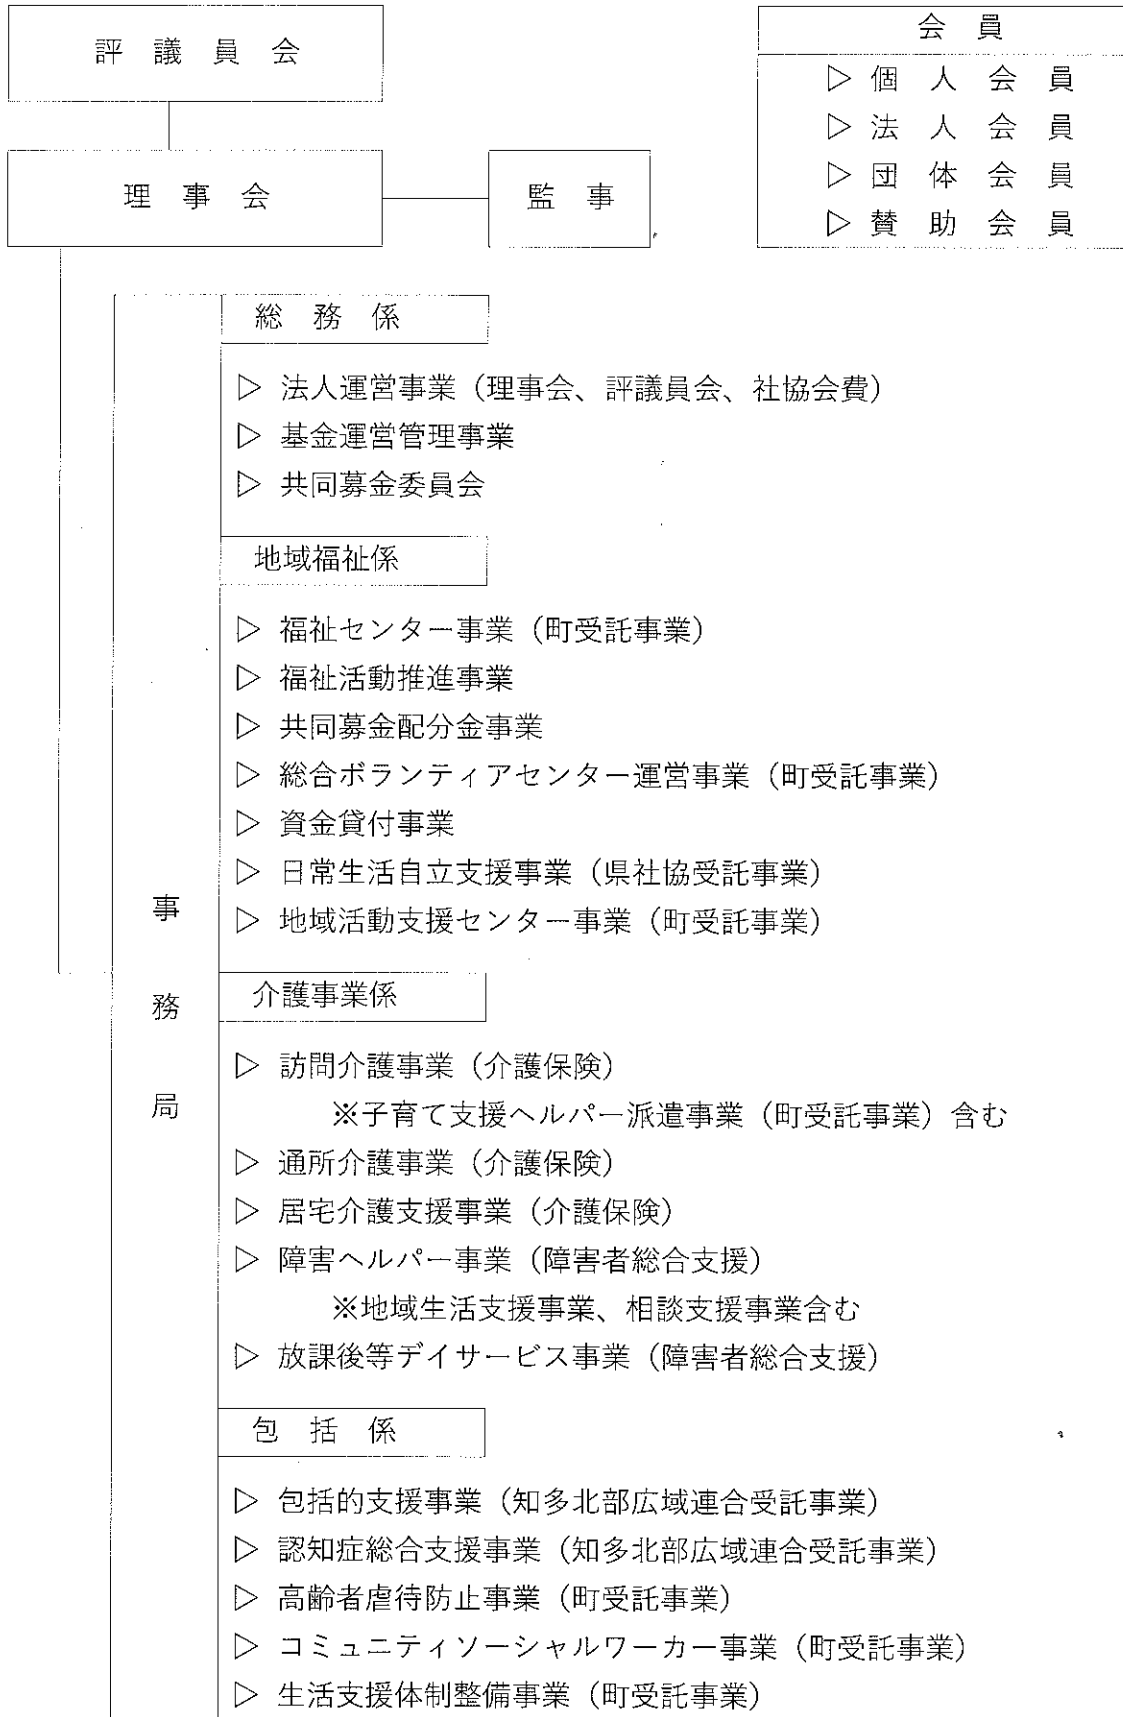 評議員会
理事会
監事
会員
▷ 個人会員
▷ 法人会員
▷ 団体会員
▷ 賛助会員
事務局
総務係
▷ 法人運営事業（理事会、評議員会、社協会費）
▷ 基金運営管理事業
▷ 共同募金委員会
地域福祉係
▷ 福祉センター事業（町受託事業）
▷ 福祉活動推進事業
▷ 共同募金配分金事業
▷ 総合ボランティアセンター運営事業（町受託事業）
▷ 資金貸付事業
▷ 日常生活自立支援事業（県社協受託事業）
▷ 地域活動支援センター事業（町受託事業）
介護事業係
▷ 訪問介護事業（介護保険）
※子育て支援ヘルパー派遣事業（町受託事業）含む
▷ 通所介護事業（介護保険）
▷ 居宅介護支援事業（介護保険）
▷ 障害ヘルパー事業（障害者総合支援）
※地域生活支援事業、相談支援事業含む
▷ 放課後等デイサービス事業（障害者総合支援）
包括係
▷ 包括的支援事業（知多北部広域連合受託事業）
▷ 認知症総合支援事業（知多北部広域連合受託事業）
▷ 高齢者虐待防止事業（町受託事業）
▷ コミュニティソーシャルワーカー事業（町受託事業）
▷ 生活支援体制整備事業（町受託事業）